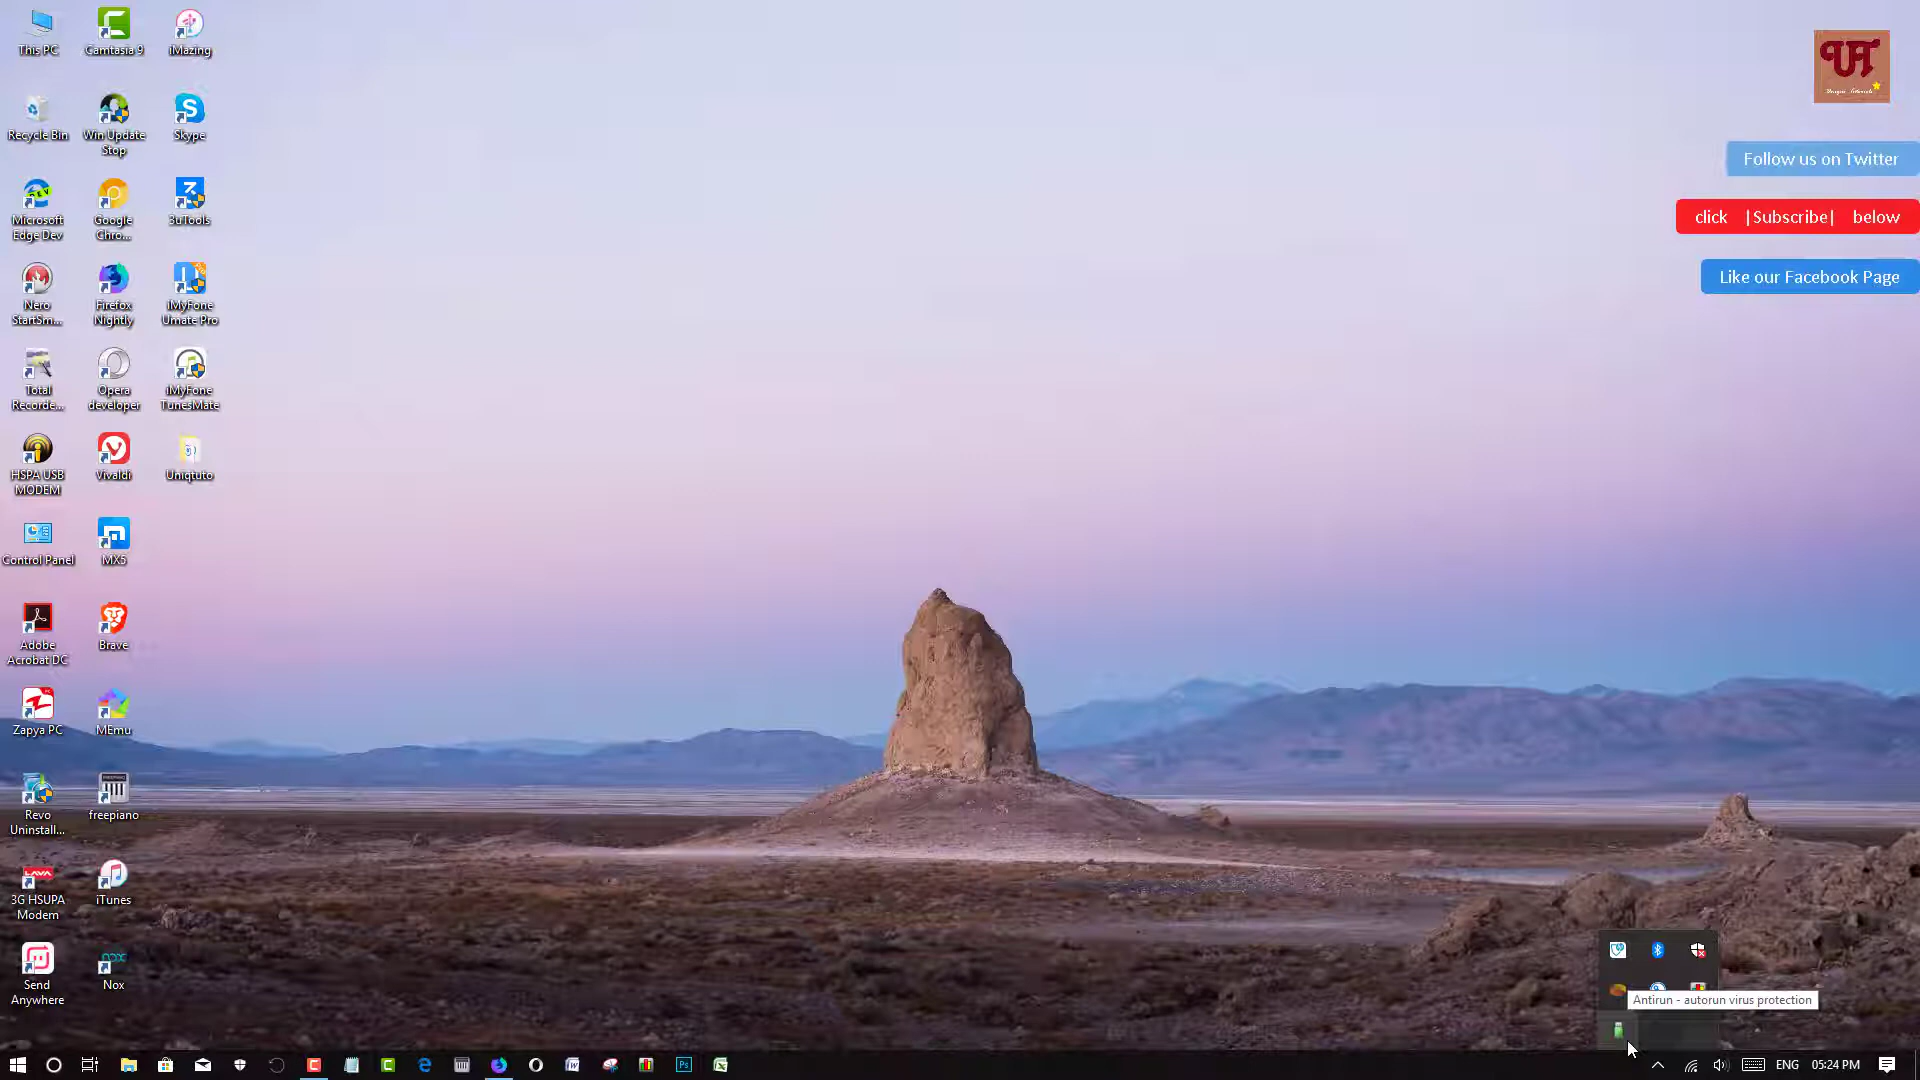 This PC
Camtasia 9
iMazing
Recycle Bin
Win Update
Stop
Skype
Microsoft
Edge Dev
Google
Chro...
3uTools
Nero
StartSm...
Firefox
Nightly
iMyFone
Umate Pro
Total
Recorde...
Opera
developer
iMyFone
TunesMate
HSPA USB
MODEM
Vivaldi
Uniqtuto
Control Panel
MX5
Adobe
Acrobat DC
Brave
Zapya PC
MEmu
Revo
Uninstall...
freepiano
3G HSUPA
Modem
iTunes
Send
Anywhere
Nox
Follow us on Twitter
click |Subscribe| below
Like our Facebook Page
Antirun - autorun virus protection
ENG 05:24 PM